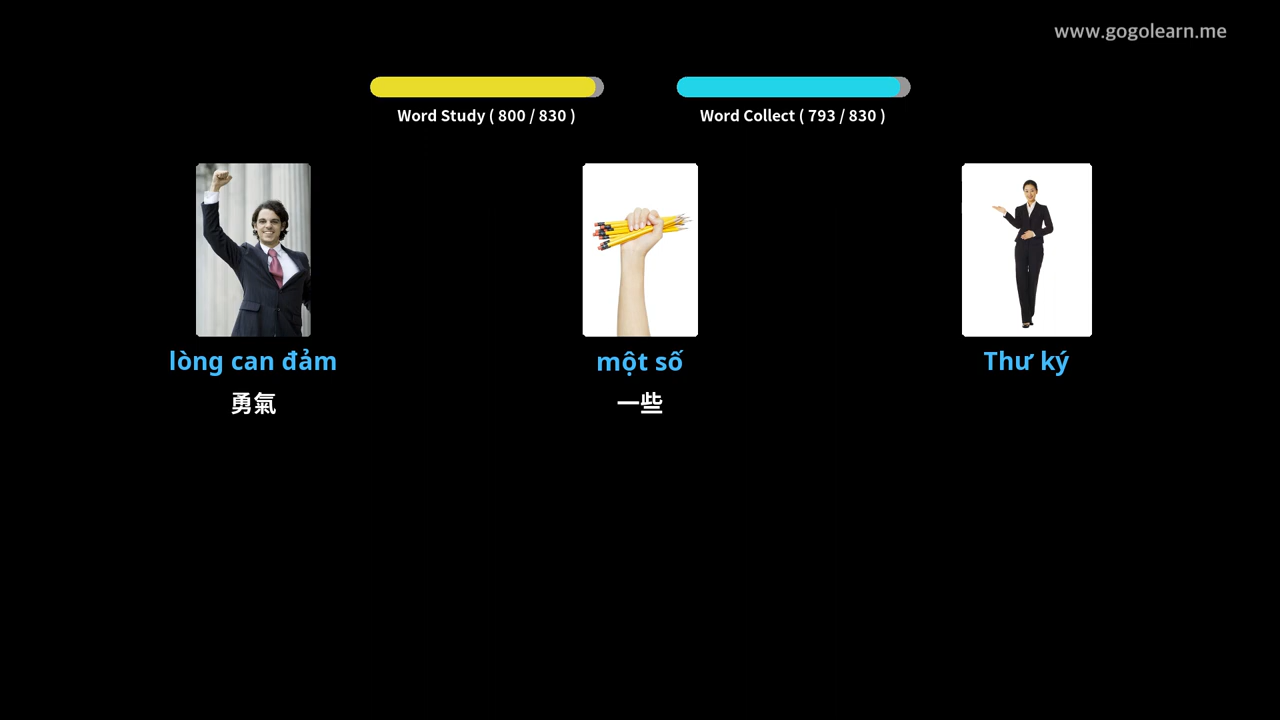 www.gogolearn.me
Word Study ( 800 / 830 )
Word Collect ( 793 / 830 )
lòng can đảm
một số
Thư ký
勇氣
一些